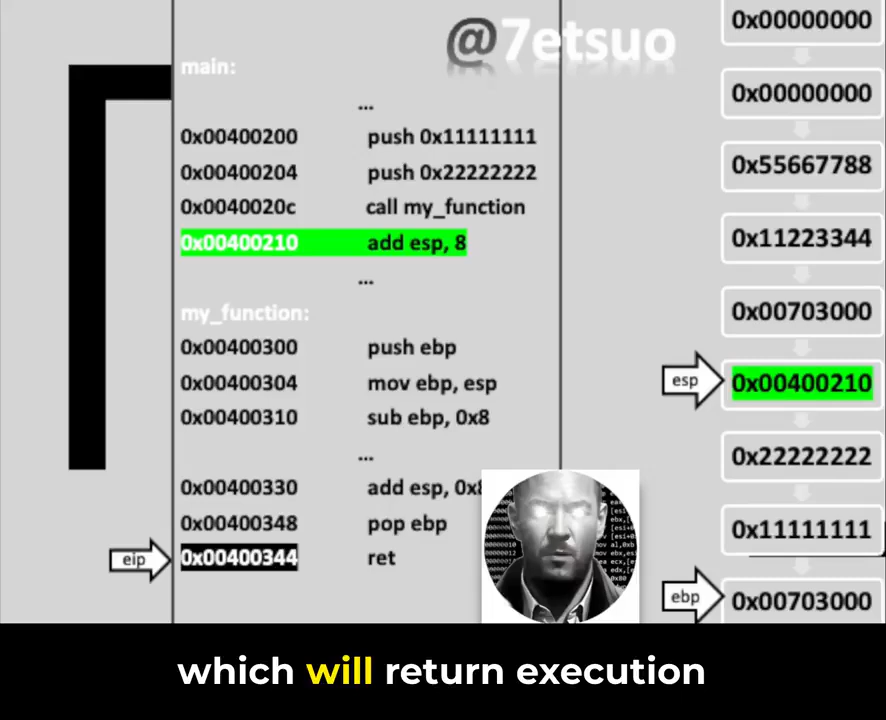 @7etsuo
main:
...
0x00400200 push 0x11111111
0x00400204 push 0x22222222
0x0040020c call my_function
0x00400210 add esp, 8
...
my_function:
0x00400300 push ebp
0x00400304 mov ebp, esp
0x00400310 sub ebp, 0x8
...
0x00400330 add esp, 0x8
0x00400348 pop ebp
eip 0x00400344 ret
0x00000000
0x00000000
0x55667788
0x11223344
0x00703000
esp 0x00400210
0x22222222
0x11111111
ebp 0x00703000
which will return execution